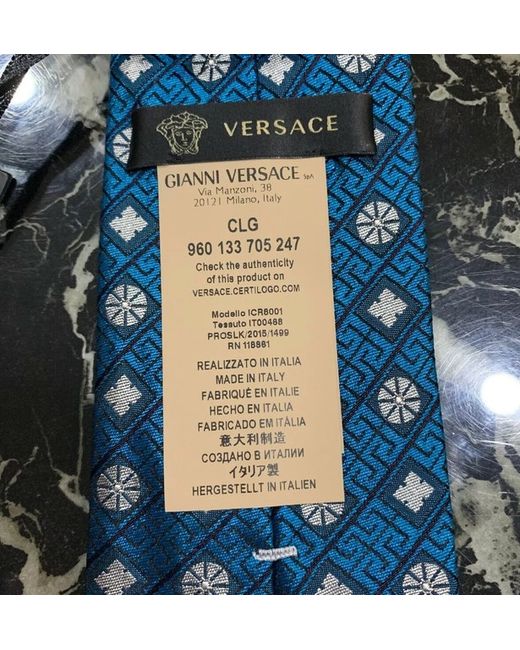 VERSACE
GIANNI VERSACE SpA
Via Manzoni, 38
20121 Milano, Italy
CLG
960 133 705 247
Check the authenticity
of this product on
VERSACE.CERTILOGO.COM
Modello ICR8001
Tessuto IT00468
PROSLK/2015/1499
RN 118861
REALIZZATO IN ITALIA
MADE IN ITALY
FABRIQUÉ EN ITALIE
HECHO EN ITALIA
FABRICADO EM ITÁLIA
意大利制造
СОЗДАНО В ИТАЛИИ
イタリア製
HERGESTELLT IN ITALIEN